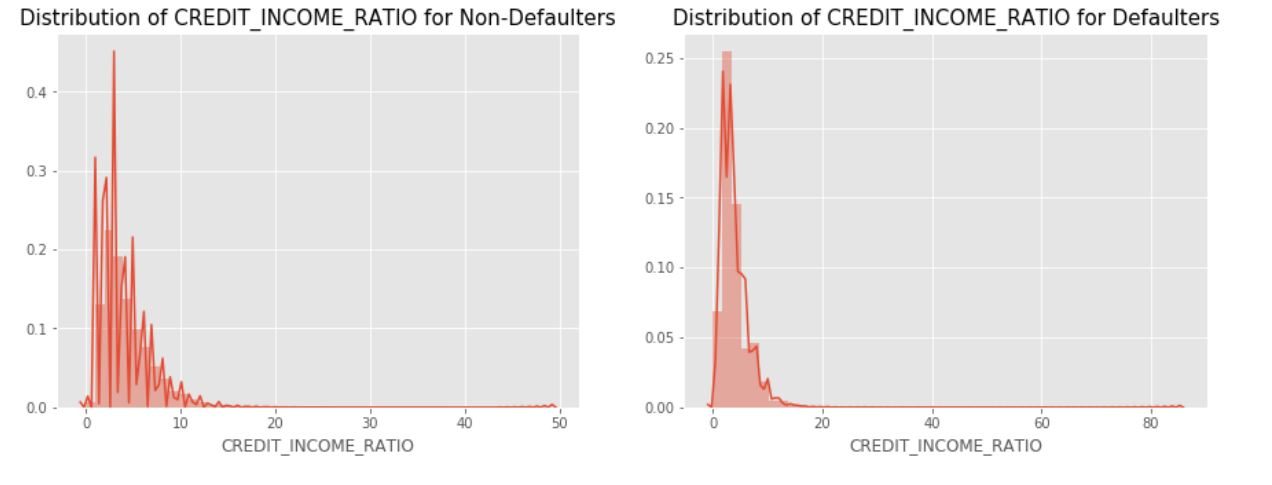 Distribution of CREDIT_INCOME_RATIO for Non-Defaulters
0.4
0.3
0.2
0.1
0.0
0 10 20 30 40 50
CREDIT_INCOME_RATIO
Distribution of CREDIT_INCOME_RATIO for Defaulters
0.25
0.20
0.15
0.10
0.05
0.00
0 20 40 60 80
CREDIT_INCOME_RATIO